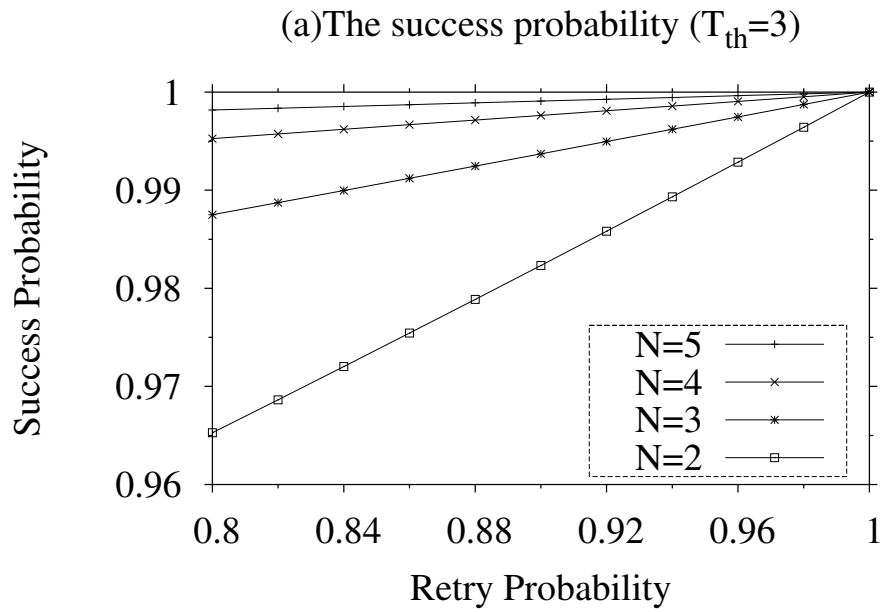 (a)The success probability (T_th=3)
1
0.99
0.98
0.97
0.96
Success Probability
N=5
N=4
N=3
N=2
0.8 0.84 0.88 0.92 0.96 1
Retry Probability